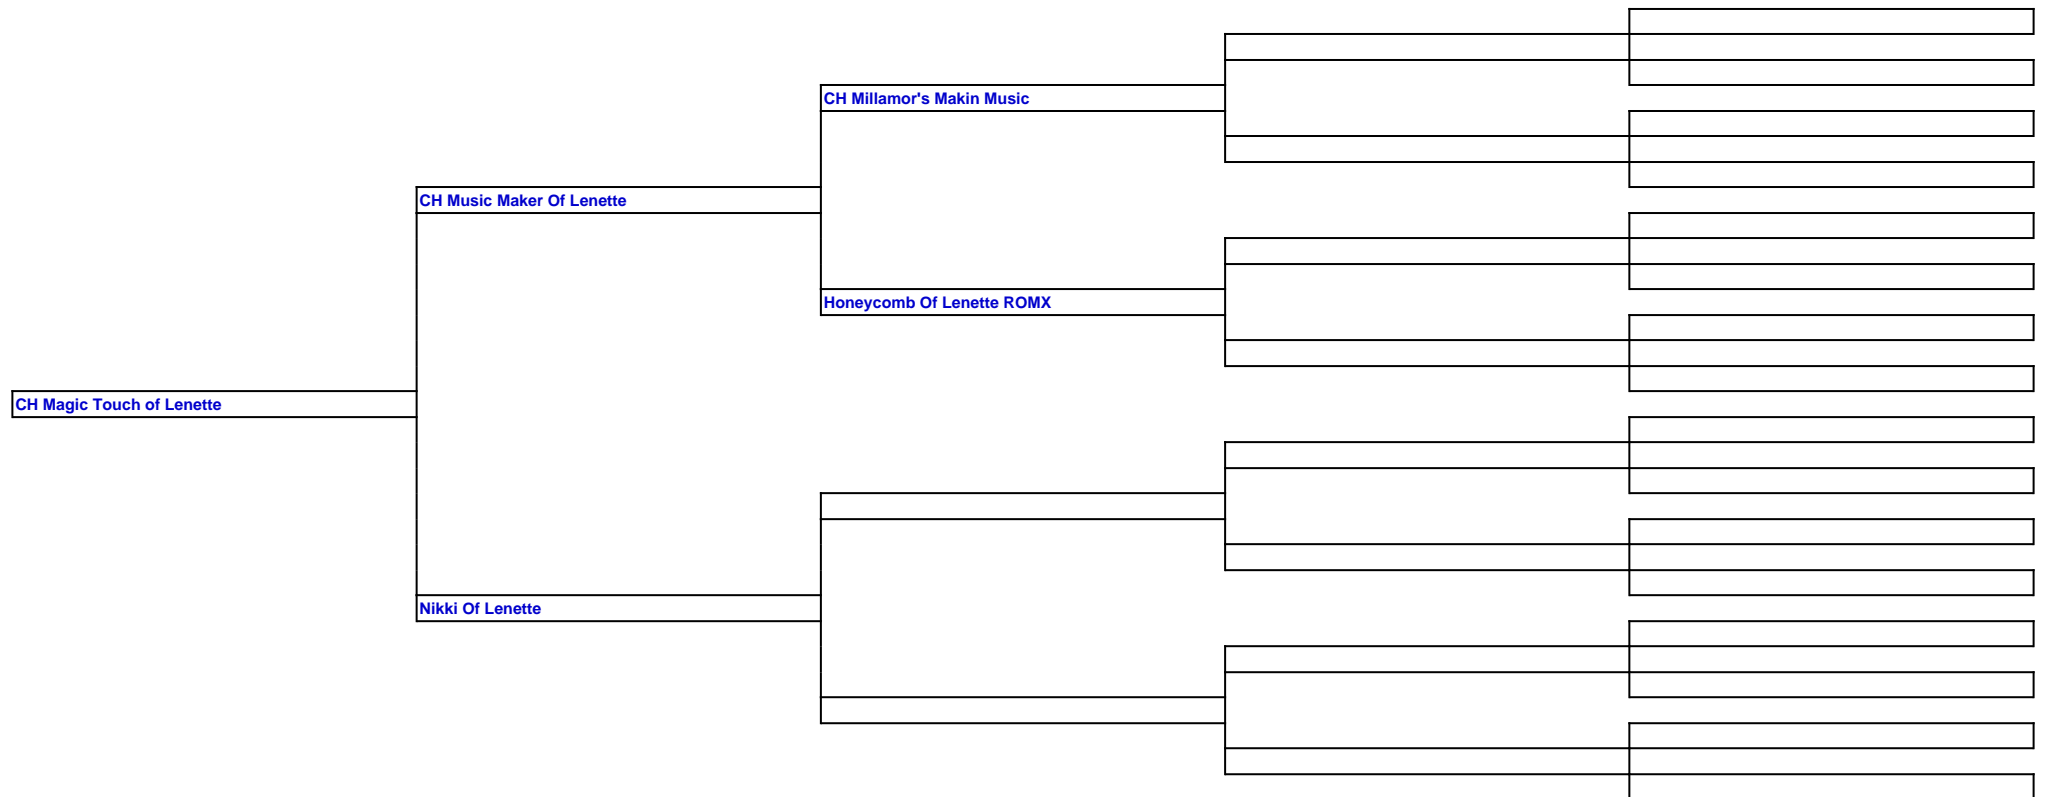 CH Millamor's Makin Music
CH Music Maker Of Lenette
Honeycomb Of Lenette ROMX
CH Magic Touch of Lenette
Nikki Of Lenette